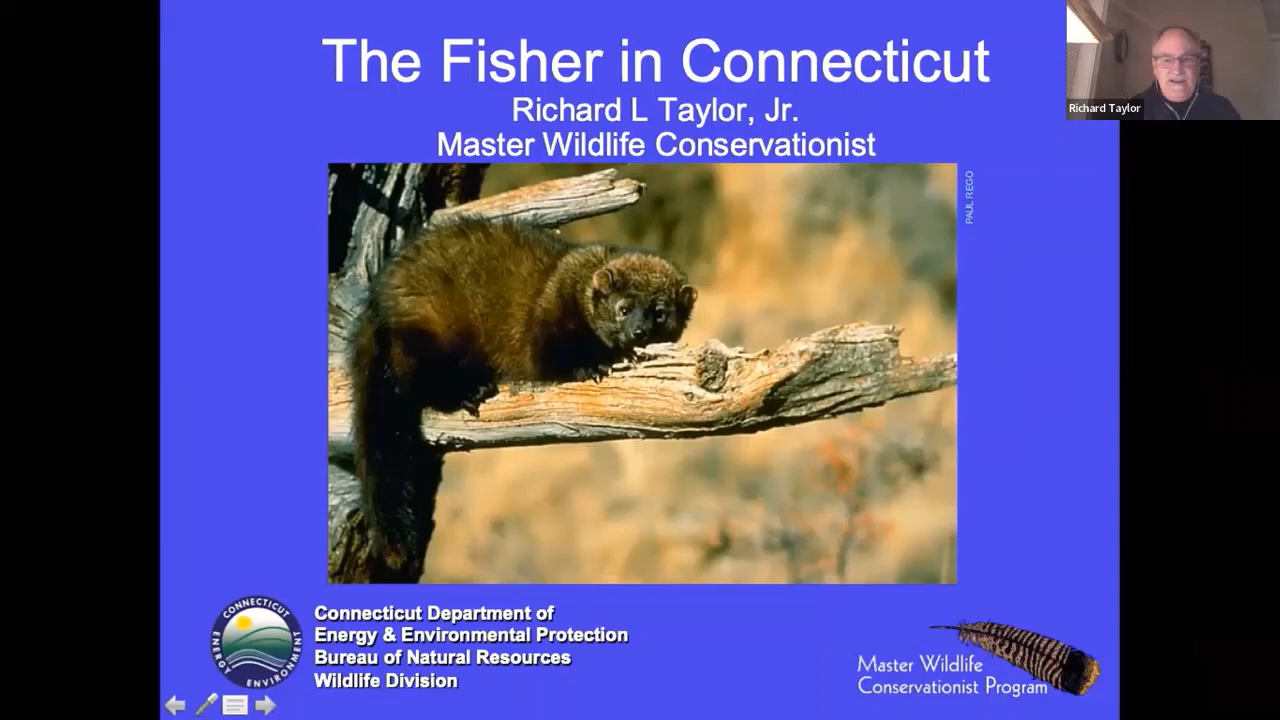 The Fisher in Connecticut
Richard L Taylor, Jr.
Master Wildlife Conservationist
Richard Taylor
PAUL REGO
CONNECTICUT
ENERGY
ENVIRONMENT
Connecticut Department of
Energy & Environmental Protection
Bureau of Natural Resources
Wildlife Division
Master Wildlife
Conservationist Program